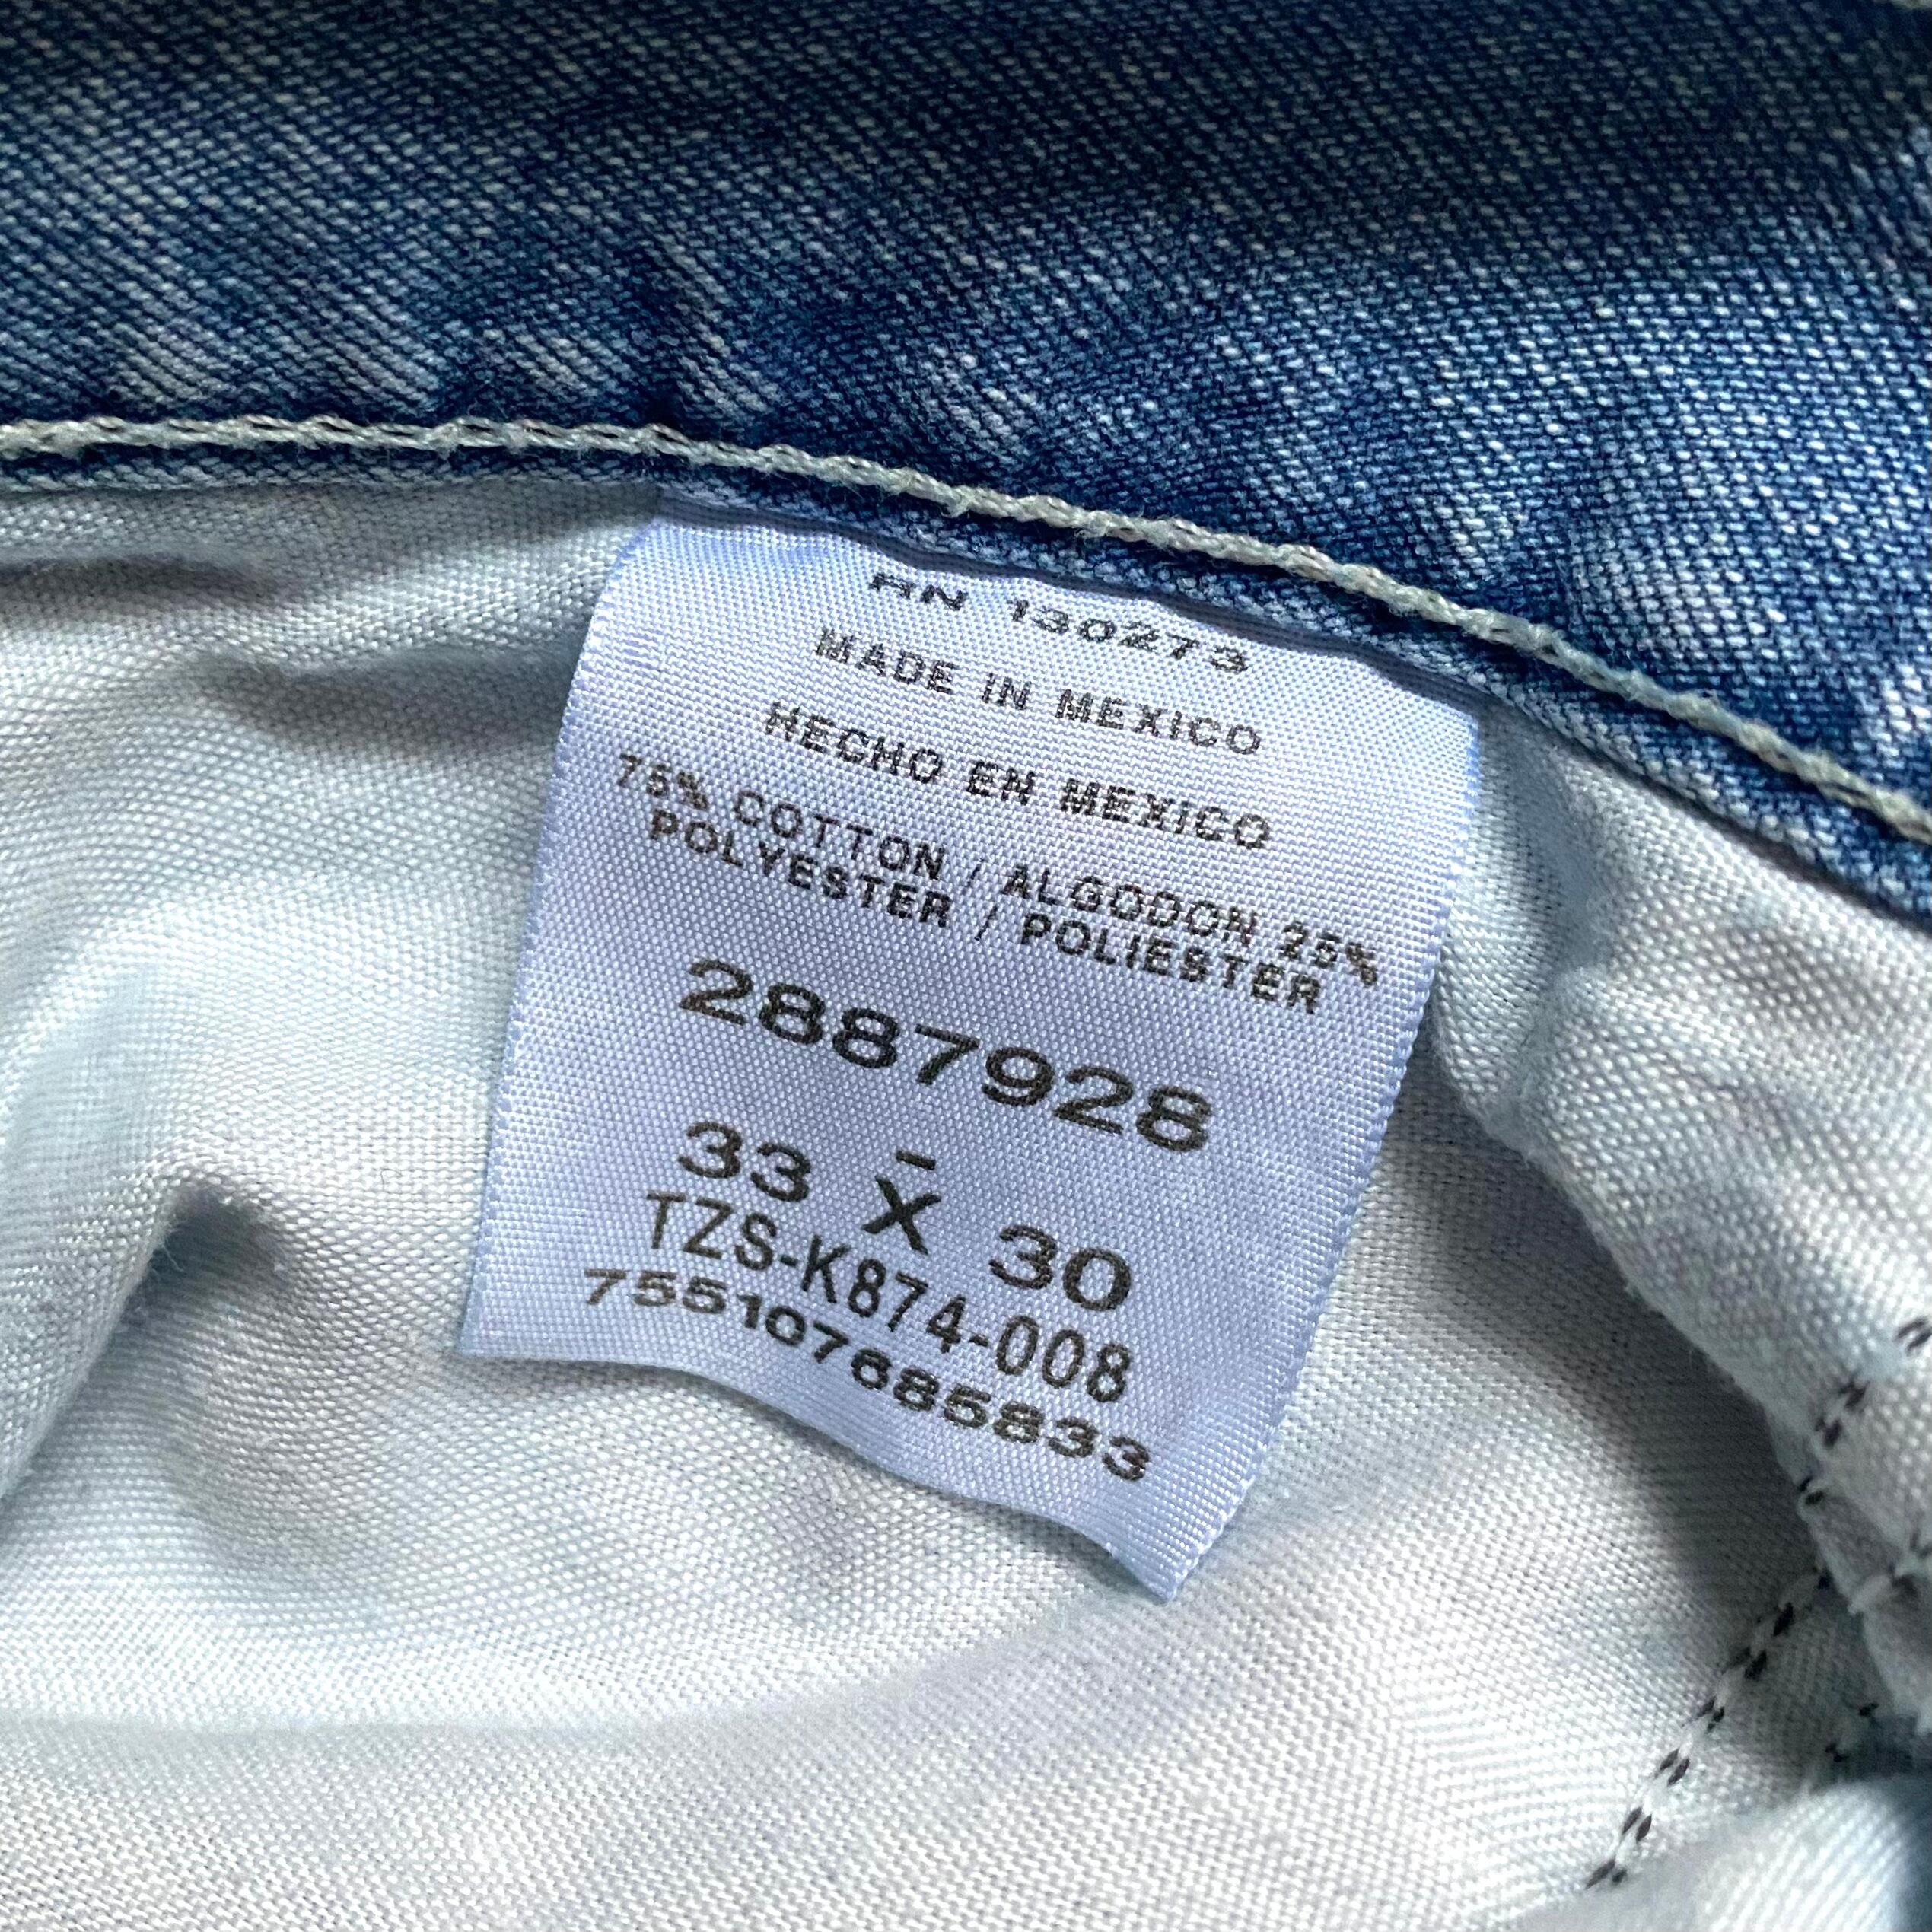 RN 130273
MADE IN MEXICO
HECHO EN MEXICO
75% COTTON / ALGODON 25%
POLYESTER / POLIESTER
2887928
-
33 X 30
TZS-K874-008
755107685833